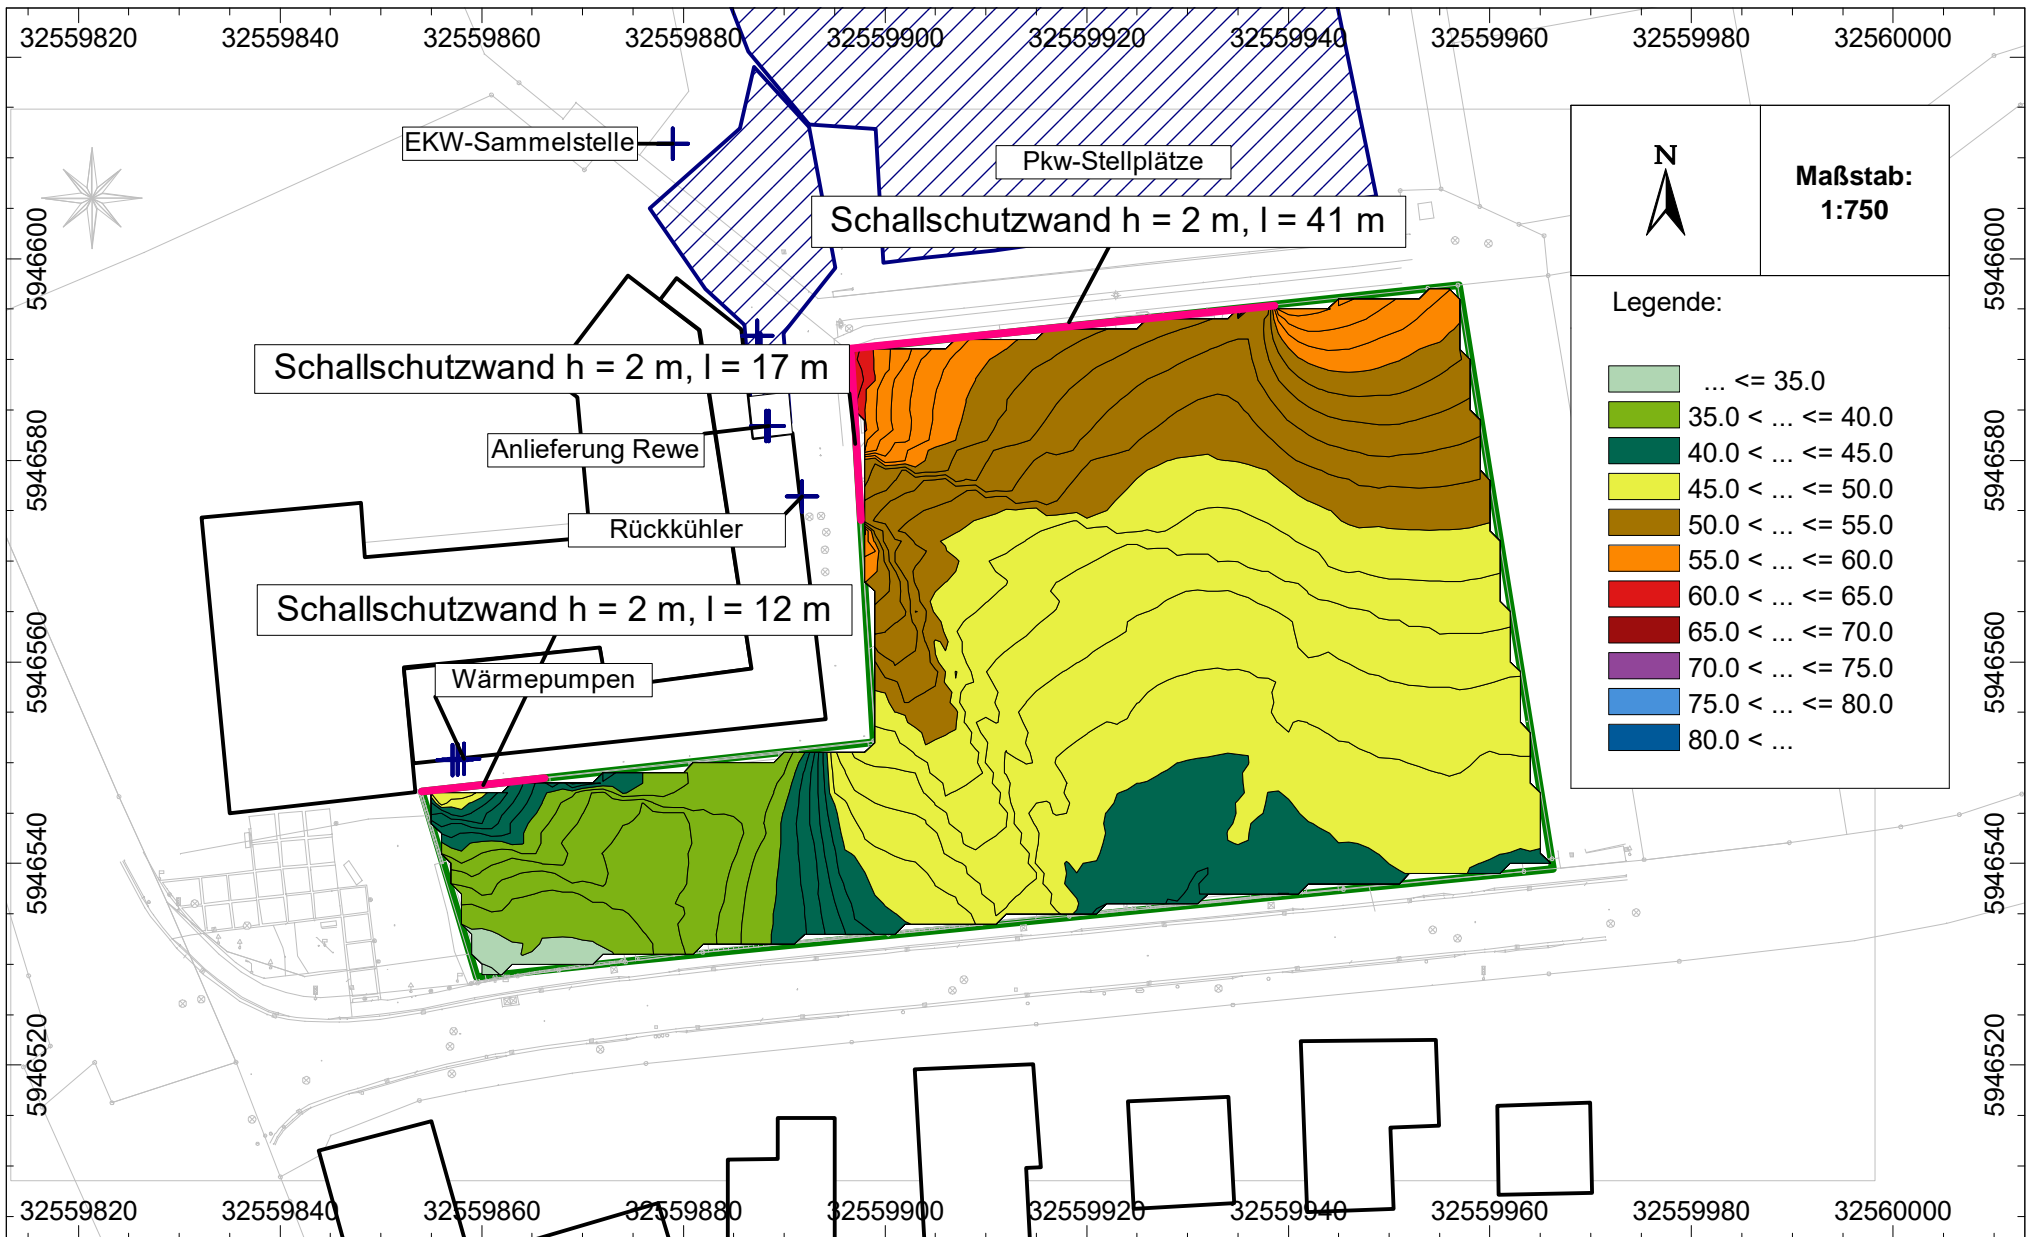 32559820 32559840 32559860 32559880 32559900 32559920 32559940 32559960 32559980 32560000
EKW-Sammelstelle
Pkw-Stellplätze
N
Maßstab:
1:750
Schallschutzwand h = 2 m, l = 41 m
5946600
5946600
Legende:
Schallschutzwand h = 2 m, l = 17 m
... <= 35.0
35.0 < ... <= 40.0
40.0 < ... <= 45.0
45.0 < ... <= 50.0
50.0 < ... <= 55.0
55.0 < ... <= 60.0
60.0 < ... <= 65.0
65.0 < ... <= 70.0
70.0 < ... <= 75.0
75.0 < ... <= 80.0
80.0 < ...
Anlieferung Rewe
5946580
5946580
Rückkühler
Schallschutzwand h = 2 m, l = 12 m
5946560
5946560
Wärmepumpen
5946540
5946540
5946520
5946520
32559820 32559840 32559860 32559880 32559900 32559920 32559940 32559960 32559980 32560000